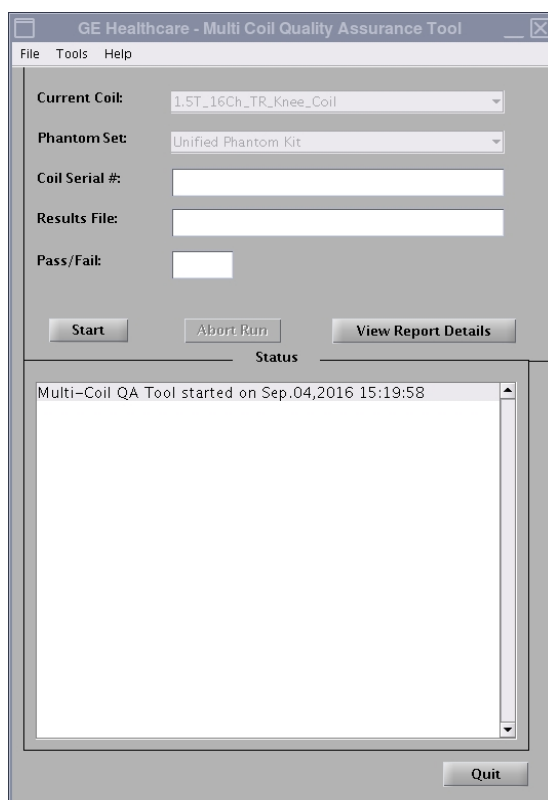 GE Healthcare - Multi Coil Quality Assurance Tool
File Tools Help
Current Coil: 1.5T_16Ch_TR_Knee_Coil
Phantom Set: Unified Phantom Kit
Coil Serial #:
Results File:
Pass/Fail:
Start Abort Run View Report Details
Status
Multi-Coil QA Tool started on Sep.04,2016 15:19:58
Quit